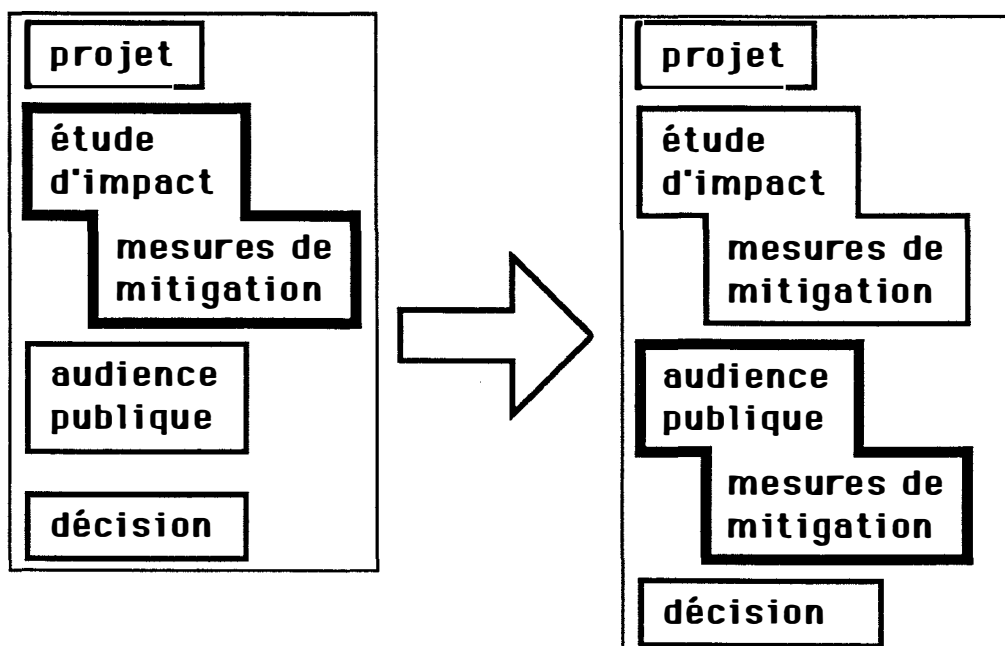 projet
étude
d'impact
mesures de
mitigation
audience
publique
décision
projet
étude
d'impact
mesures de
mitigation
audience
publique
mesures de
mitigation
décision